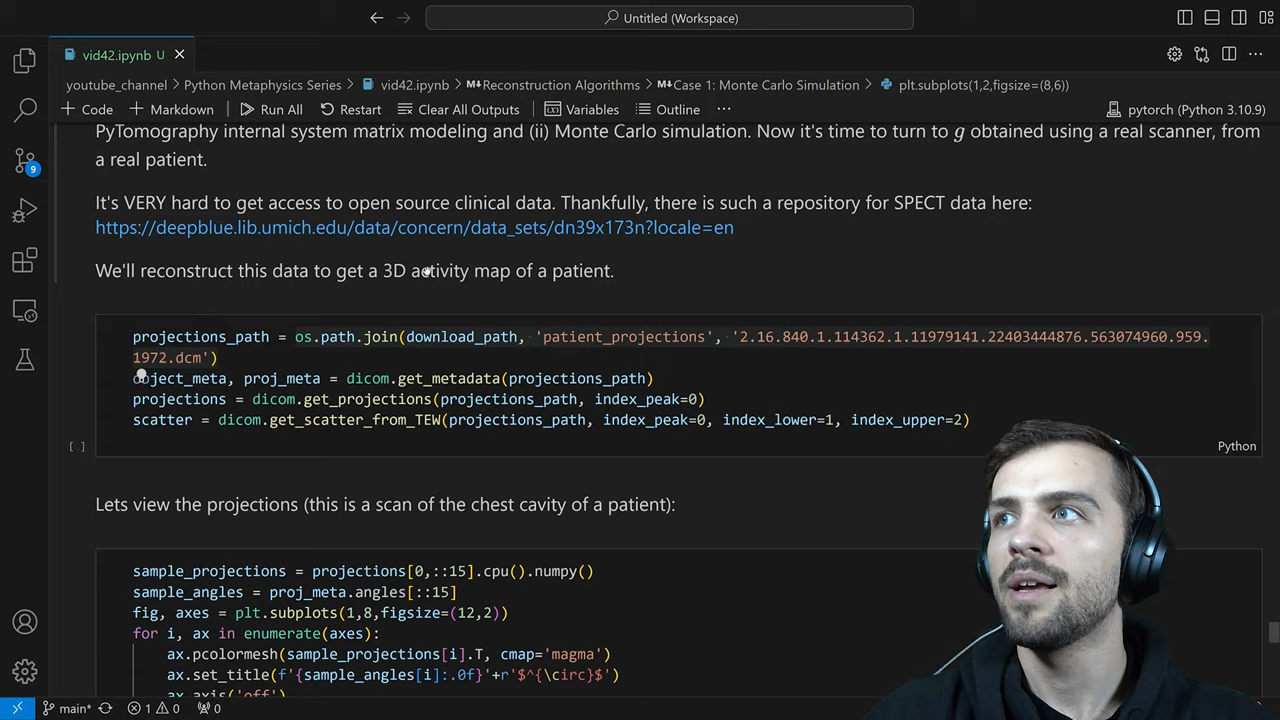 Untitled (Workspace)
vid42.ipynb U
youtube_channel > Python Metaphysics Series > vid42.ipynb > M↓Reconstruction Algorithms > M↓Case 1: Monte Carlo Simulation > plt.subplots(1,2,figsize=(8,6))
+ Code + Markdown Run All Restart Clear All Outputs Variables Outline ... pytorch (Python 3.10.9)
PyTomography internal system matrix modeling and (ii) Monte Carlo simulation. Now it's time to turn to g obtained using a real scanner, from
a real patient.
It's VERY hard to get access to open source clinical data. Thankfully, there is such a repository for SPECT data here:
https://deepblue.lib.umich.edu/data/concern/data_sets/dn39x173n?locale=en
We'll reconstruct this data to get a 3D activity map of a patient.
projections_path = os.path.join(download_path, 'patient_projections', '2.16.840.1.114362.1.11979141.22403444876.563074960.959.
1972.dcm')
object_meta, proj_meta = dicom.get_metadata(projections_path)
projections = dicom.get_projections(projections_path, index_peak=0)
scatter = dicom.get_scatter_from_TEW(projections_path, index_peak=0, index_lower=1, index_upper=2)
[ ]
Python
Lets view the projections (this is a scan of the chest cavity of a patient):
sample_projections = projections[0,::15].cpu().numpy()
sample_angles = proj_meta.angles[::15]
fig, axes = plt.subplots(1,8,figsize=(12,2))
for i, ax in enumerate(axes):
ax.pcolormesh(sample_projections[i].T, cmap='magma')
ax.set_title(f'{sample_angles[i]:.0f}'+r'$^{\circ}$')
ax.axis('off')
9
main* 1 0 0